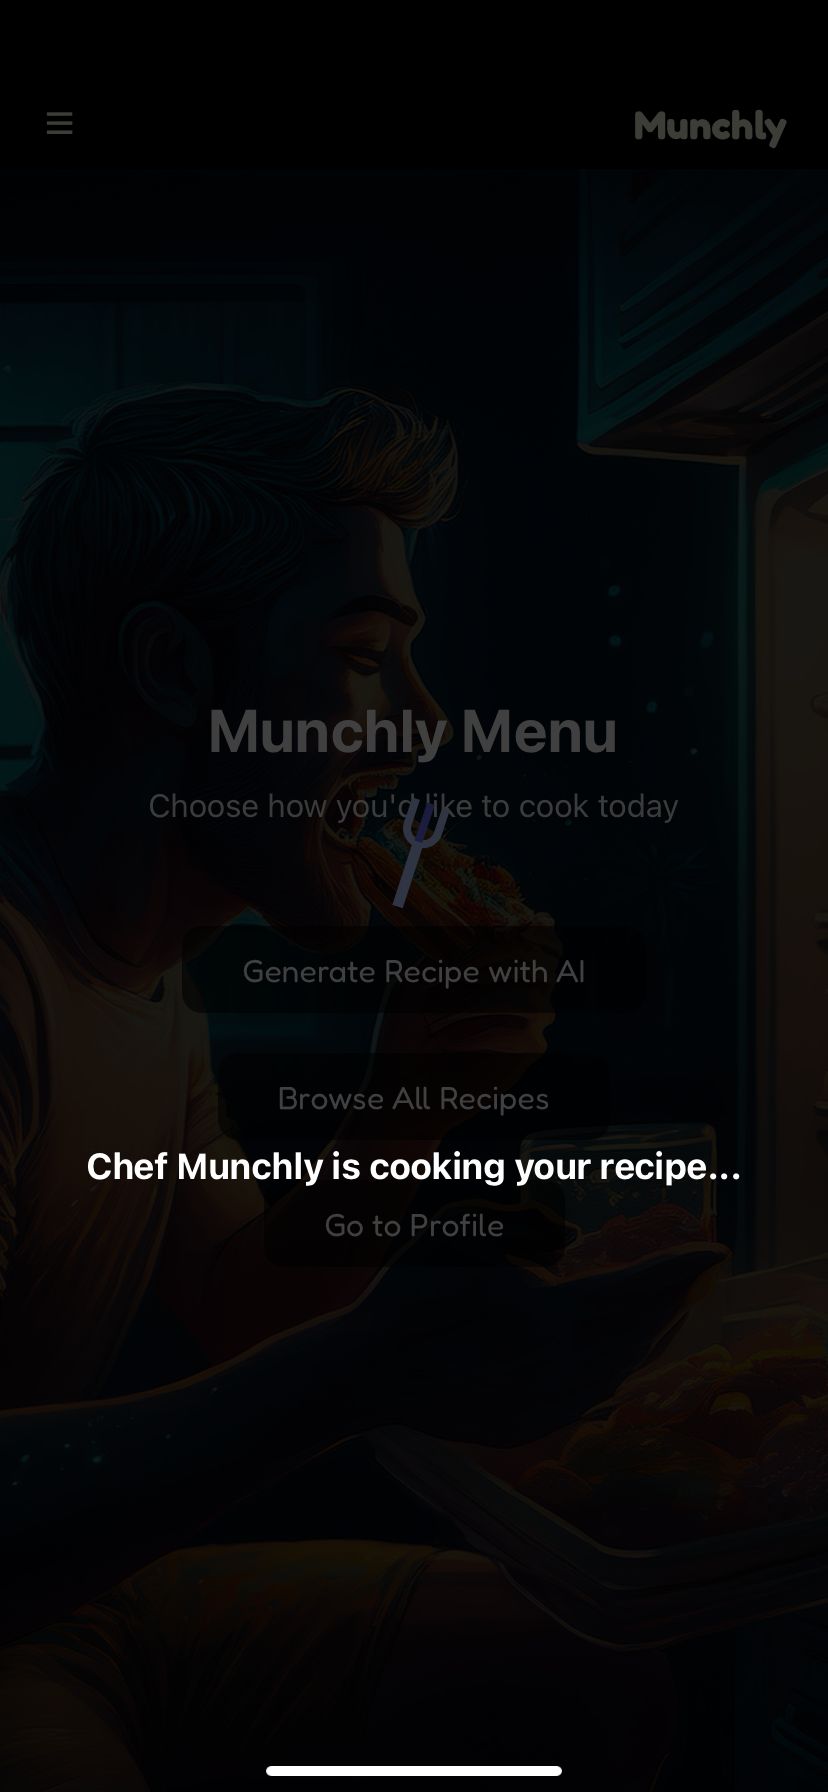 Munchly
Munchly Menu
Choose how you'd like to cook today
Generate Recipe with AI
Browse All Recipes
Chef Munchly is cooking your recipe...
Go to Profile